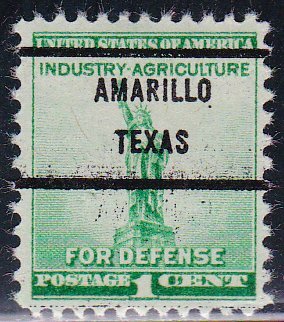 UNITED STATES OF AMERICA
INDUSTRY-AGRICULTURE
AMARILLO
TEXAS
FOR DEFENSE
POSTAGE 1 CENT